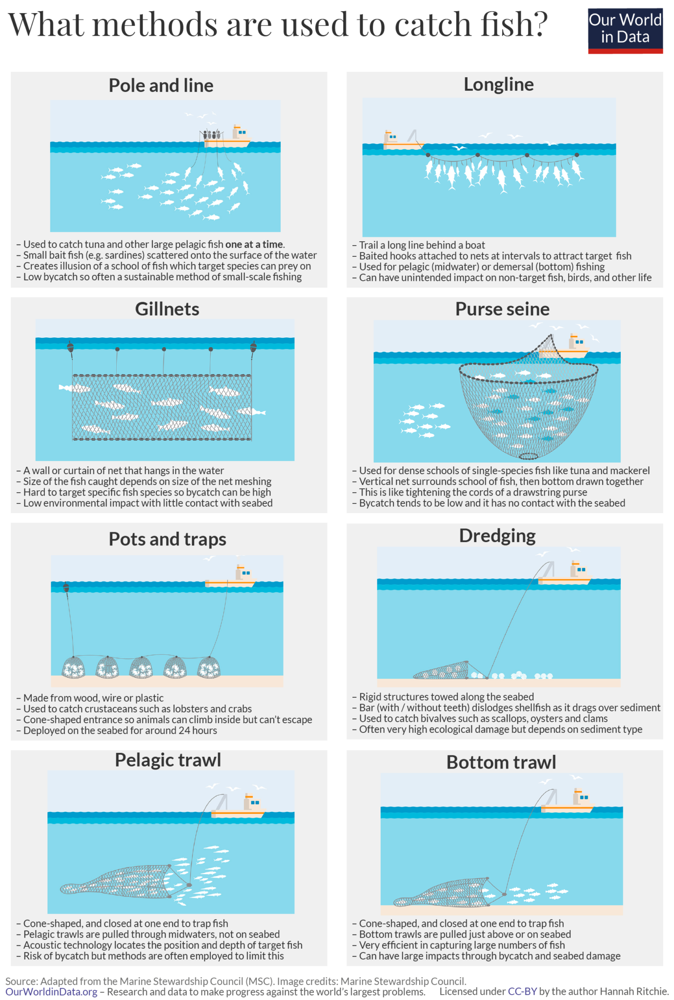 What methods are used to catch fish?
Our World
in Data
Pole and line
– Used to catch tuna and other large pelagic fish one at a time.
– Small bait fish (e.g. sardines) scattered onto the surface of the water
– Creates illusion of a school of fish which target species can prey on
– Low bycatch so often a sustainable method of small-scale fishing
Longline
– Trail a long line behind a boat
– Baited hooks attached to nets at intervals to attract target fish
– Used for pelagic (midwater) or demersal (bottom) fishing
– Can have unintended impact on non-target fish, birds, and other life
Gillnets
– A wall or curtain of net that hangs in the water
– Size of the fish caught depends on size of the net meshing
– Hard to target specific fish species so bycatch can be high
– Low environmental impact with little contact with seabed
Purse seine
– Used for dense schools of single-species fish like tuna and mackerel
– Vertical net surrounds school of fish, then bottom drawn together
– This is like tightening the cords of a drawstring purse
– Bycatch tends to be low and it has no contact with the seabed
Pots and traps
– Made from wood, wire or plastic
– Used to catch crustaceans such as lobsters and crabs
– Cone-shaped entrance so animals can climb inside but can't escape
– Deployed on the seabed for around 24 hours
Dredging
– Rigid structures towed along the seabed
– Bar (with / without teeth) dislodges shellfish as it drags over sediment
– Used to catch bivalves such as scallops, oysters and clams
– Often very high ecological damage but depends on sediment type
Pelagic trawl
– Cone-shaped, and closed at one end to trap fish
– Pelagic trawls are pulled through midwaters, not on seabed
– Acoustic technology locates the position and depth of target fish
– Risk of bycatch but methods are often employed to limit this
Bottom trawl
– Cone-shaped, and closed at one end to trap fish
– Bottom trawls are pulled just above or on seabed
– Very efficient in capturing large numbers of fish
– Can have large impacts through bycatch and seabed damage
Source: Adapted from the Marine Stewardship Council (MSC). Image credits: Marine Stewardship Council.
OurWorldinData.org – Research and data to make progress against the world's largest problems.
Licensed under CC-BY by the author Hannah Ritchie.